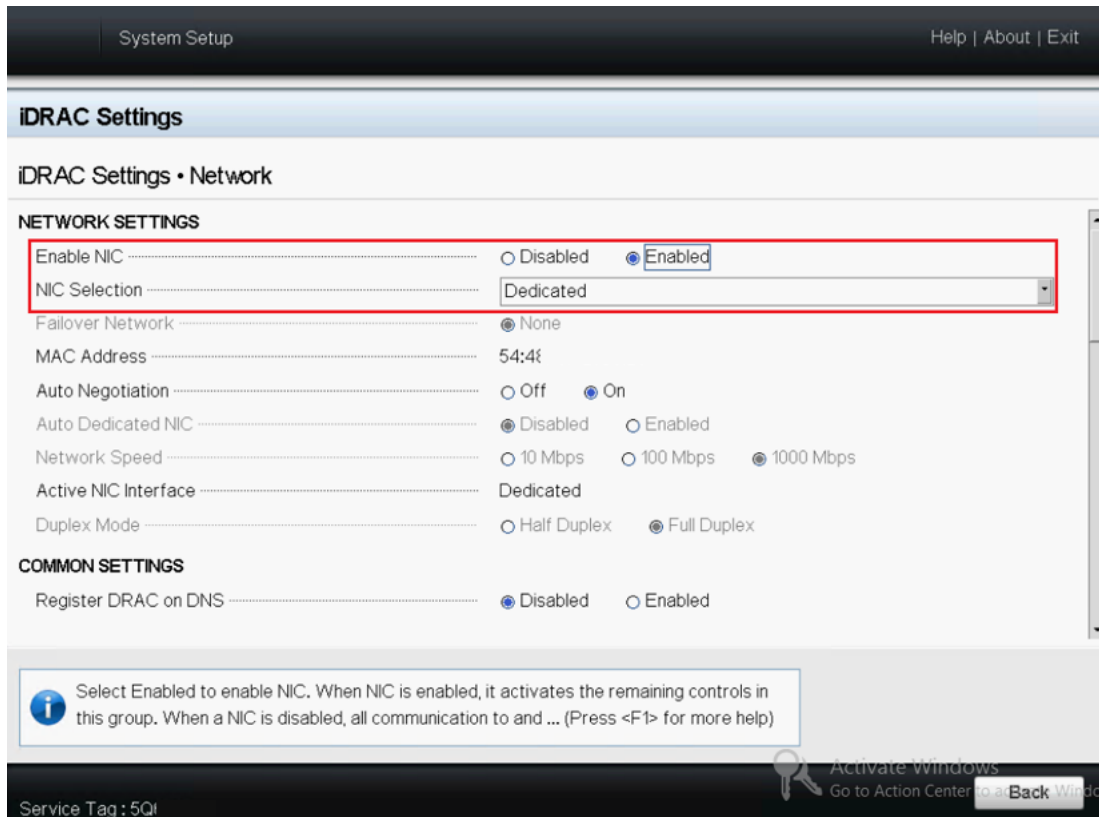 System Setup
Help | About | Exit
iDRAC Settings
iDRAC Settings • Network
NETWORK SETTINGS
Enable NIC Disabled Enabled
NIC Selection Dedicated
Failover Network None
MAC Address 54:48
Auto Negotiation Off On
Auto Dedicated NIC Disabled Enabled
Network Speed 10 Mbps 100 Mbps 1000 Mbps
Active NIC Interface Dedicated
Duplex Mode Half Duplex Full Duplex
COMMON SETTINGS
Register DRAC on DNS Disabled Enabled
Select Enabled to enable NIC. When NIC is enabled, it activates the remaining controls in
this group. When a NIC is disabled, all communication to and ... (Press <F1> for more help)
Activate Windows
Go to Action Center to
Back
Service Tag : 5Q